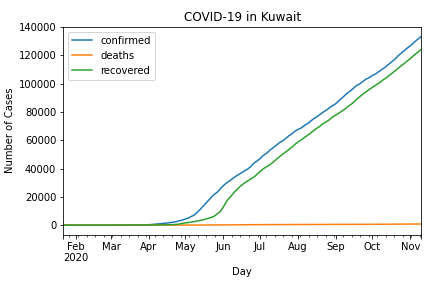 COVID-19 in Kuwait
confirmed
deaths
recovered
Number of Cases
140000
120000
100000
80000
60000
40000
20000
0
Feb Mar Apr May Jun Jul Aug Sep Oct Nov
2020
Day